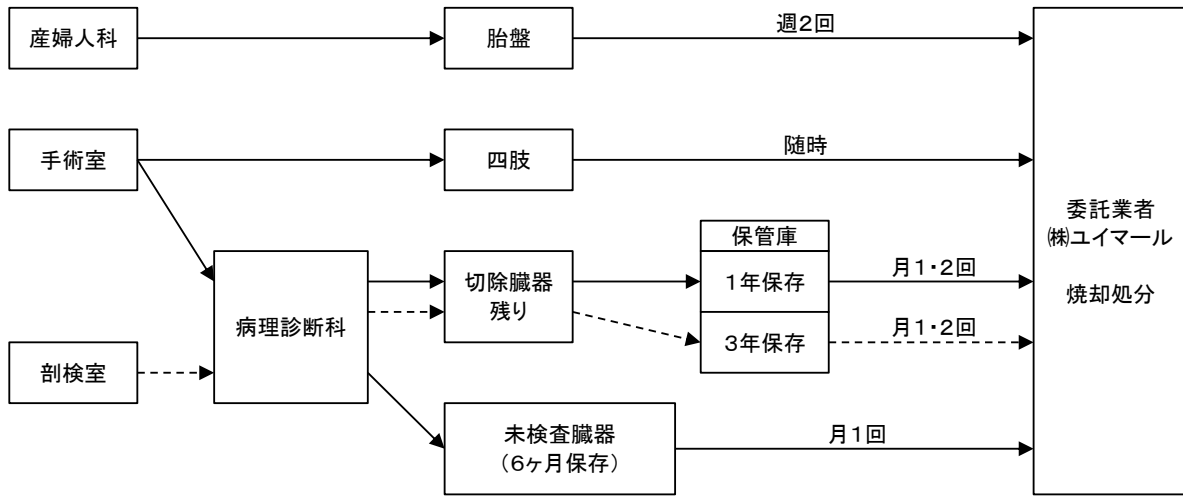 産婦人科
胎盤
週2回
手術室
四肢
随時
委託業者
㈱ユイマール
焼却処分
保管庫
病理診断科
切除臓器
残り
1年保存
月1・2回
3年保存
月1・2回
剖検室
未検査臓器
（6ヶ月保存）
月1回